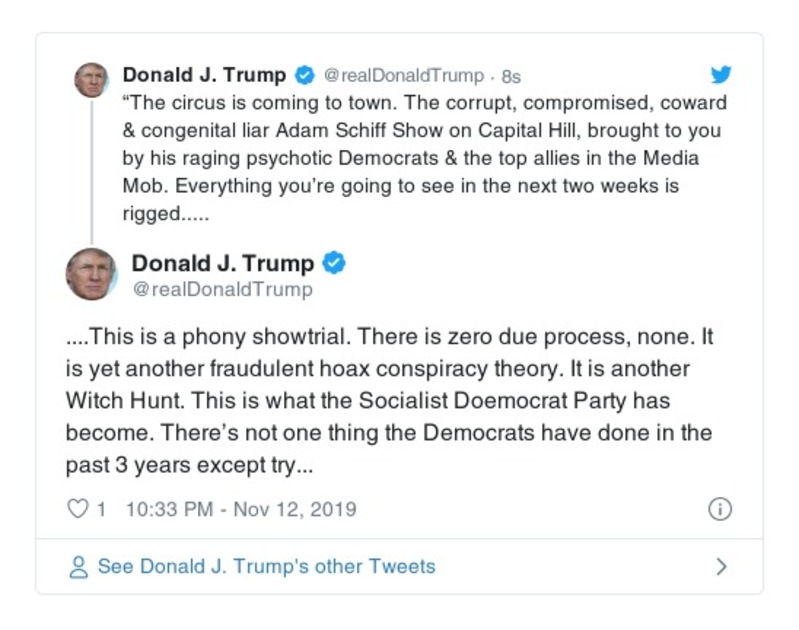 Donald J. Trump @realDonaldTrump · 8s
“The circus is coming to town. The corrupt, compromised, coward
& congenital liar Adam Schiff Show on Capital Hill, brought to you
by his raging psychotic Democrats & the top allies in the Media
Mob. Everything you’re going to see in the next two weeks is
rigged.....
Donald J. Trump
@realDonaldTrump
....This is a phony showtrial. There is zero due process, none. It
is yet another fraudulent hoax conspiracy theory. It is another
Witch Hunt. This is what the Socialist Doemocrat Party has
become. There’s not one thing the Democrats have done in the
past 3 years except try...
1 10:33 PM - Nov 12, 2019
See Donald J. Trump's other Tweets